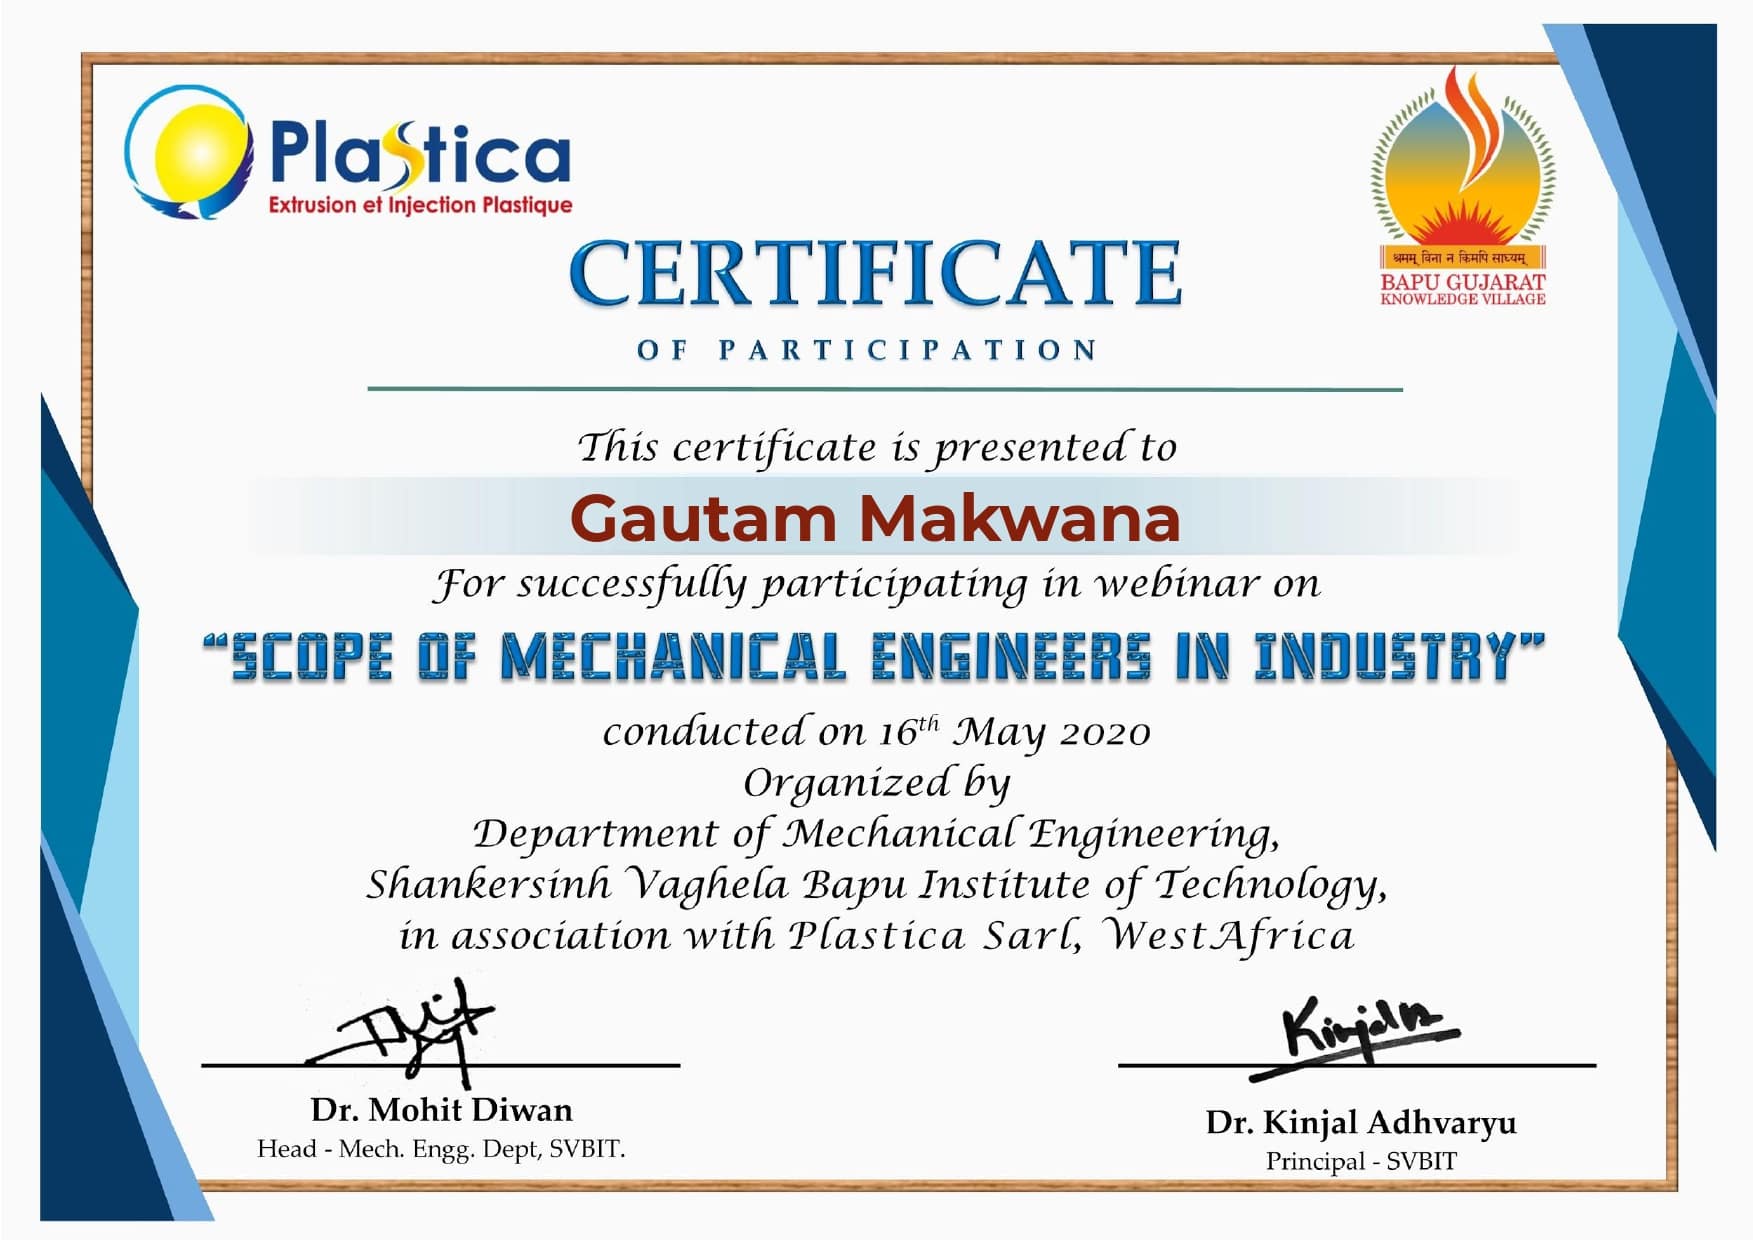 Plastica
Extrusion et Injection Plastique
श्रमम् विना न किमपि साध्यम्
BAPU GUJARAT
KNOWLEDGE VILLAGE
CERTIFICATE
OF PARTICIPATION
This certificate is presented to
Gautam Makwana
For successfully participating in webinar on
“SCOPE OF MECHANICAL ENGINEERS IN INDUSTRY”
conducted on 16th May 2020
Organized by
Department of Mechanical Engineering,
Shankersinh Vaghela Bapu Institute of Technology,
in association with Plastica Sarl, WestAfrica
Dr. Mohit Diwan
Head - Mech. Engg. Dept, SVBIT.
Dr. Kinjal Adhvaryu
Principal - SVBIT